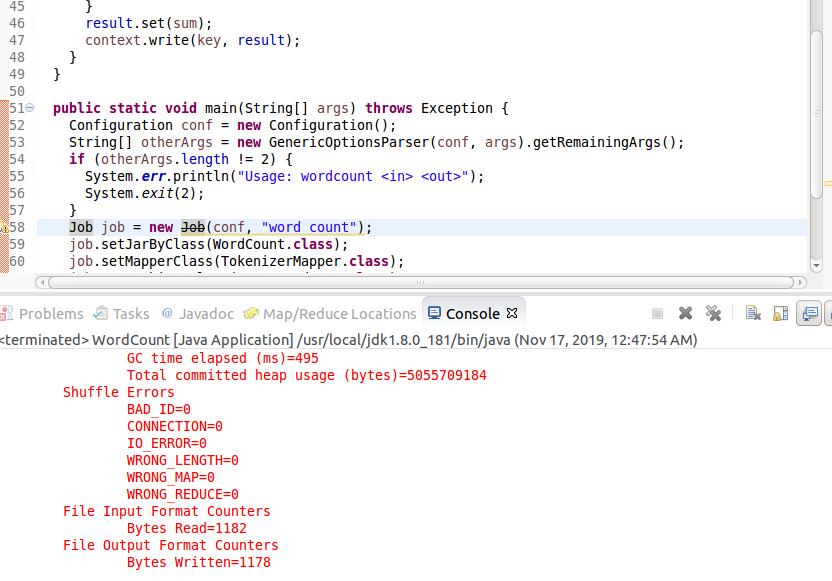 45 }
46 result.set(sum);
47 context.write(key, result);
48 }
49 }
50
51 public static void main(String[] args) throws Exception {
52 Configuration conf = new Configuration();
53 String[] otherArgs = new GenericOptionsParser(conf, args).getRemainingArgs();
54 if (otherArgs.length != 2) {
55 System.err.println("Usage: wordcount <in> <out>");
56 System.exit(2);
57 }
58 Job job = new Job(conf, "word count");
59 job.setJarByClass(WordCount.class);
60 job.setMapperClass(TokenizerMapper.class);
Problems Tasks @ Javadoc Map/Reduce Locations Console
<terminated> WordCount [Java Application] /usr/local/jdk1.8.0_181/bin/java (Nov 17, 2019, 12:47:54 AM)
GC time elapsed (ms)=495
Total committed heap usage (bytes)=5055709184
Shuffle Errors
BAD_ID=0
CONNECTION=0
IO_ERROR=0
WRONG_LENGTH=0
WRONG_MAP=0
WRONG_REDUCE=0
File Input Format Counters
Bytes Read=1182
File Output Format Counters
Bytes Written=1178